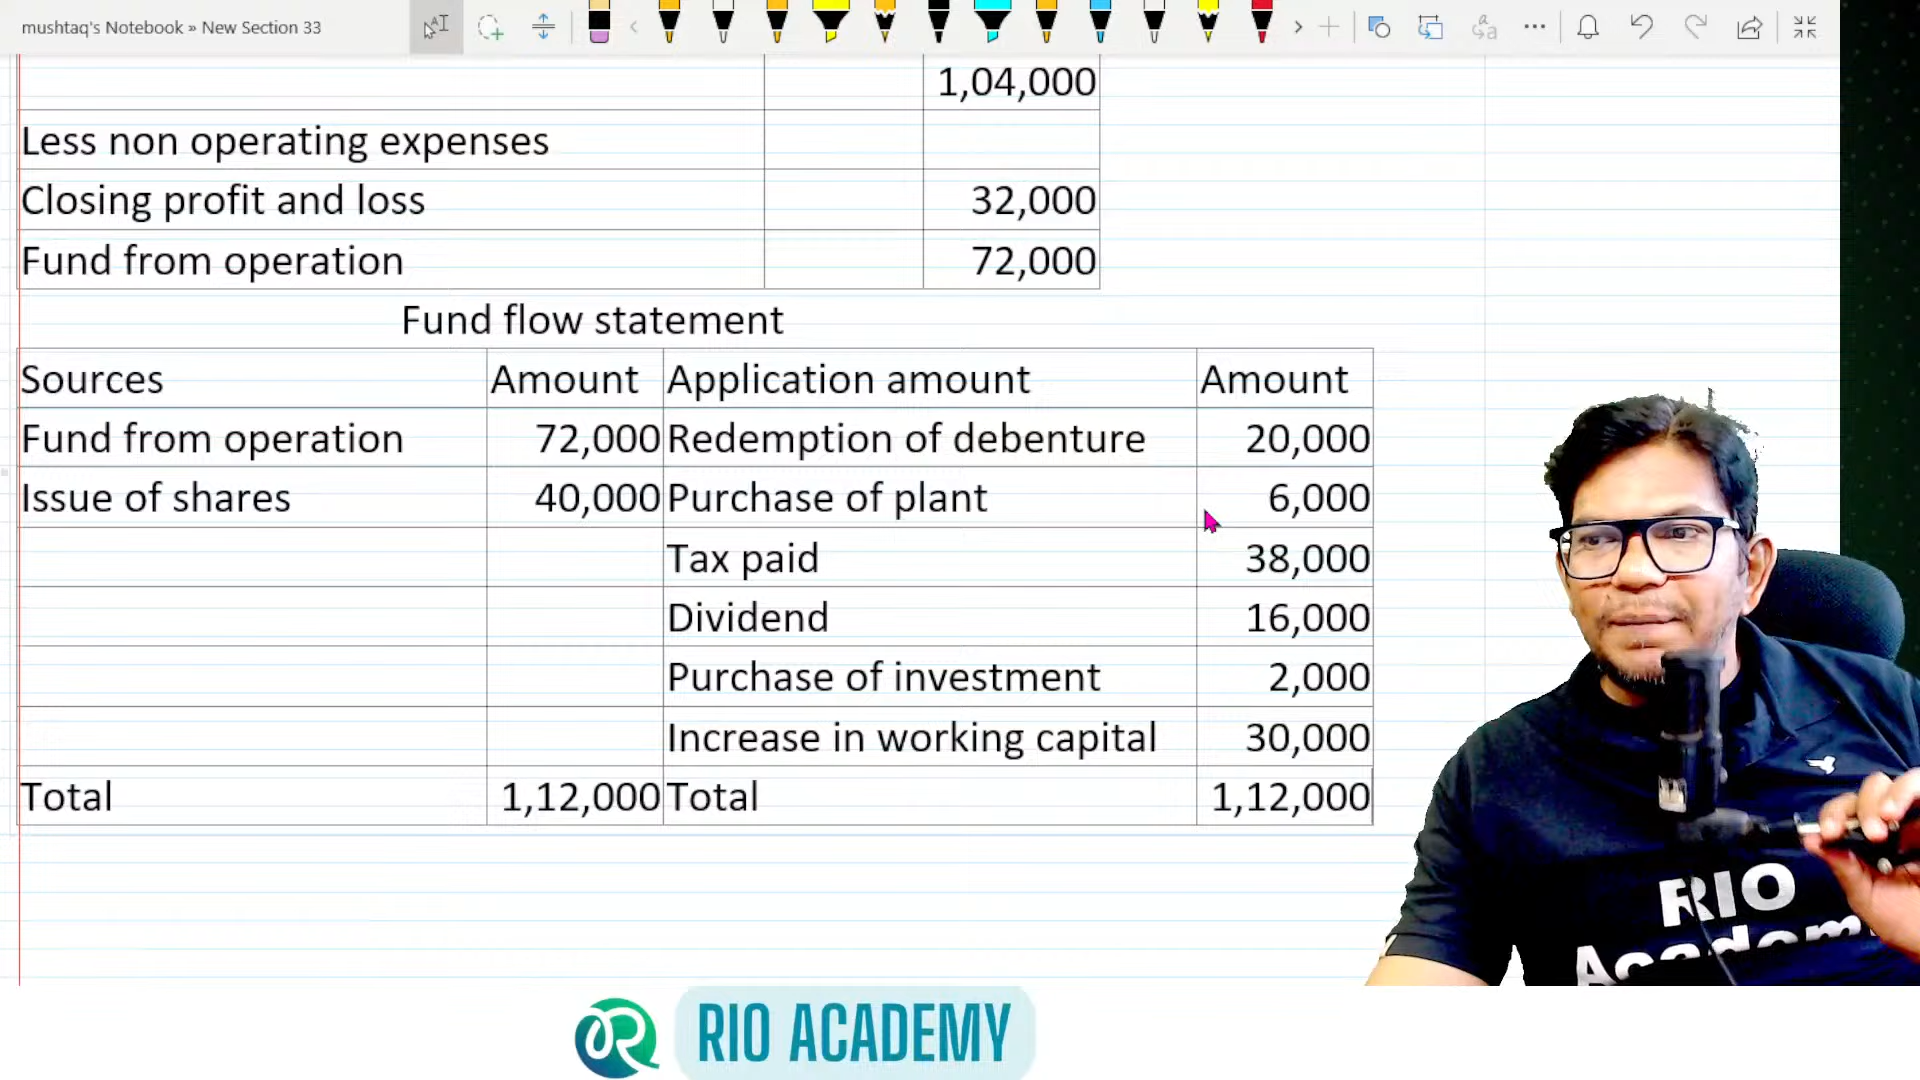 mushtaq's Notebook » New Section 33
1,04,000
Less non operating expenses
Closing profit and loss 32,000
Fund from operation 72,000
Fund flow statement
Sources Amount Application amount Amount
Fund from operation 72,000 Redemption of debenture 20,000
Issue of shares 40,000 Purchase of plant 6,000
Tax paid 38,000
Dividend 16,000
Purchase of investment 2,000
Increase in working capital 30,000
Total 1,12,000 Total 1,12,000
RIO
Academ
RIO ACADEMY